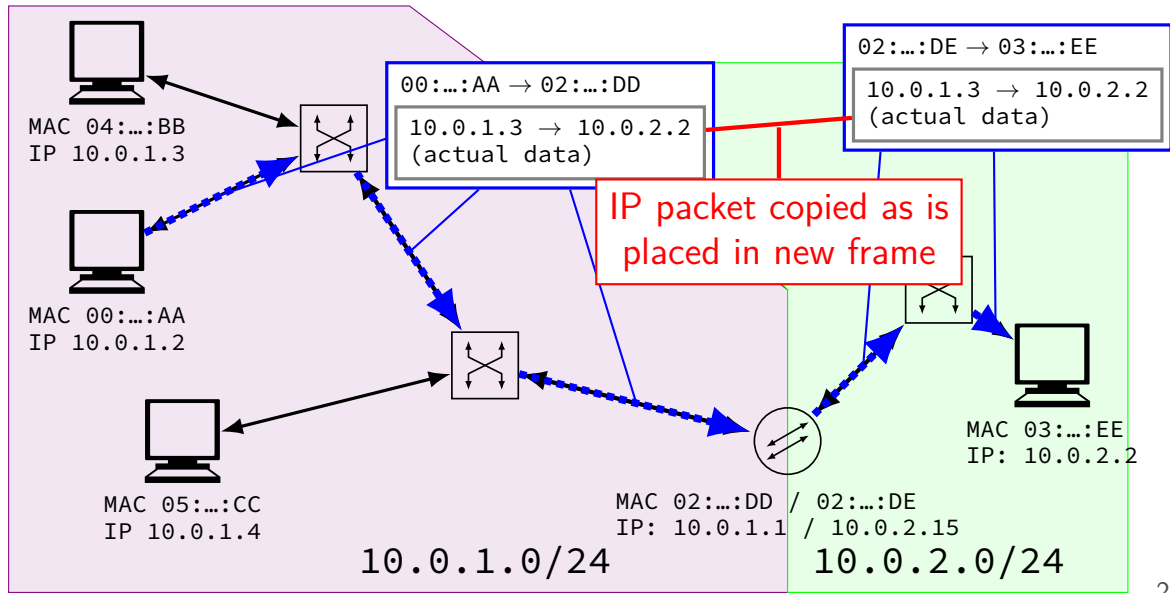 02:…:DE → 03:…:EE
10.0.1.3 → 10.0.2.2
(actual data)
00:…:AA → 02:…:DD
10.0.1.3 → 10.0.2.2
(actual data)
MAC 04:…:BB
IP 10.0.1.3
IP packet copied as is
placed in new frame
MAC 00:…:AA
IP 10.0.1.2
MAC 03:…:EE
IP: 10.0.2.2
MAC 05:…:CC
IP 10.0.1.4
MAC 02:…:DD / 02:…:DE
IP: 10.0.1.1 / 10.0.2.15
10.0.1.0/24
10.0.2.0/24